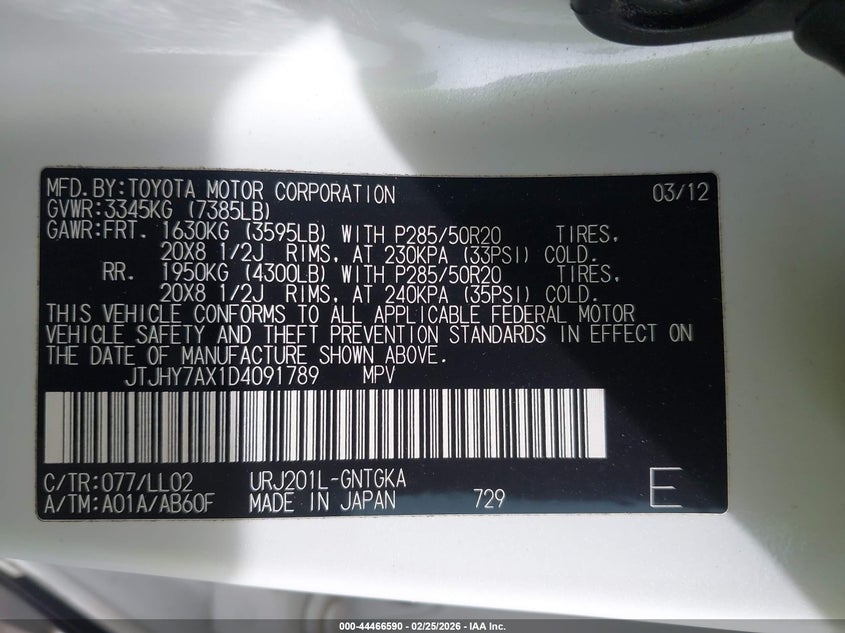 MFD.BY:TOYOTA MOTOR CORPORATION 03/12
GVWR:3345KG (7385LB)
GAWR:FRT. 1630KG (3595LB) WITH P285/50R20 TIRES,
20X8 1/2J RIMS, AT 230KPA (33PSI) COLD.
RR. 1950KG (4300LB) WITH P285/50R20 TIRES,
20X8 1/2J RIMS, AT 240KPA (35PSI) COLD.
THIS VEHICLE CONFORMS TO ALL APPLICABLE FEDERAL MOTOR
VEHICLE SAFETY AND THEFT PREVENTION STANDARDS IN EFFECT ON
THE DATE OF MANUFACTURE SHOWN ABOVE.
JTJHY7AX1D4091789 MPV
C/TR:077/LL02 URJ201L-GNTGKA
A/TM:A01A/AB60F MADE IN JAPAN 729 E
000-44466590 - 02/25/2026 - IAA Inc.